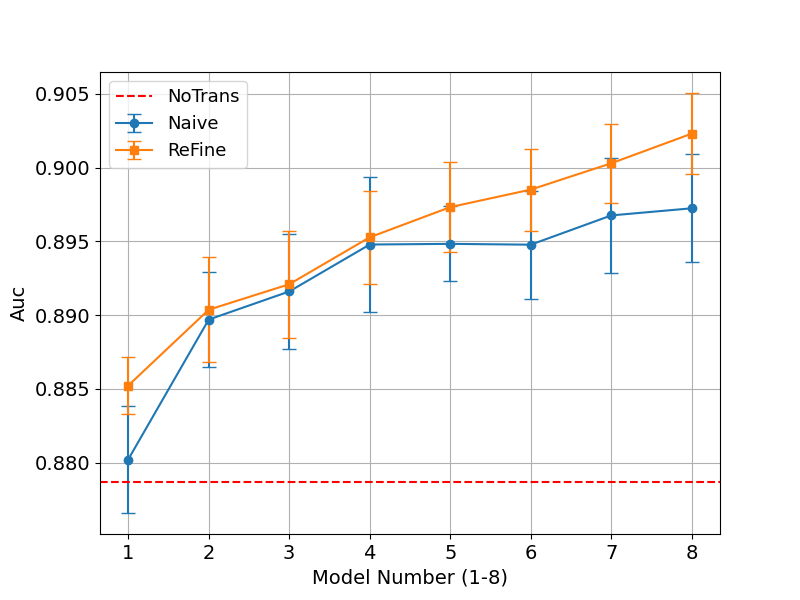 NoTrans
Naive
ReFine
0.905
0.900
0.895
0.890
0.885
0.880
Auc
1 2 3 4 5 6 7 8
Model Number (1-8)